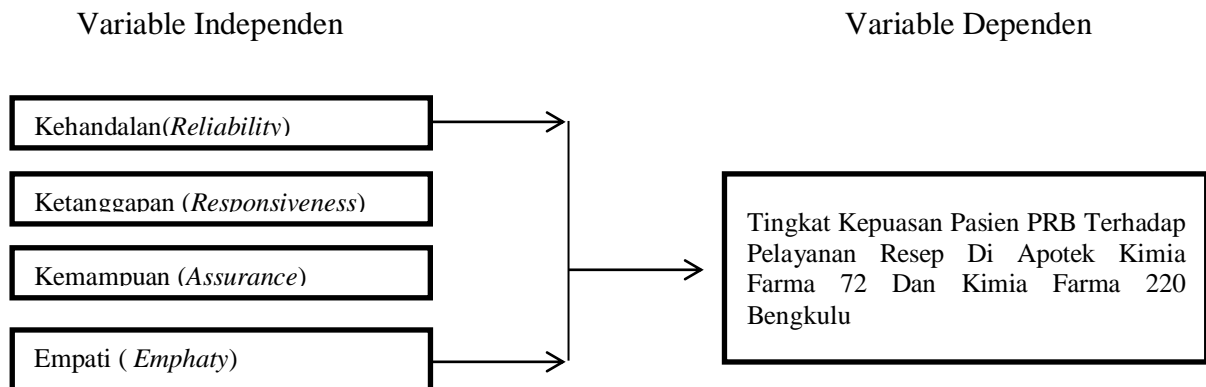 Variable Independen
Variable Dependen
Kehandalan(Reliability)
Ketanggapan (Responsiveness)
Kemampuan (Assurance)
Empati ( Emphaty)
Tingkat Kepuasan Pasien PRB Terhadap
Pelayanan Resep Di Apotek Kimia
Farma 72 Dan Kimia Farma 220
Bengkulu